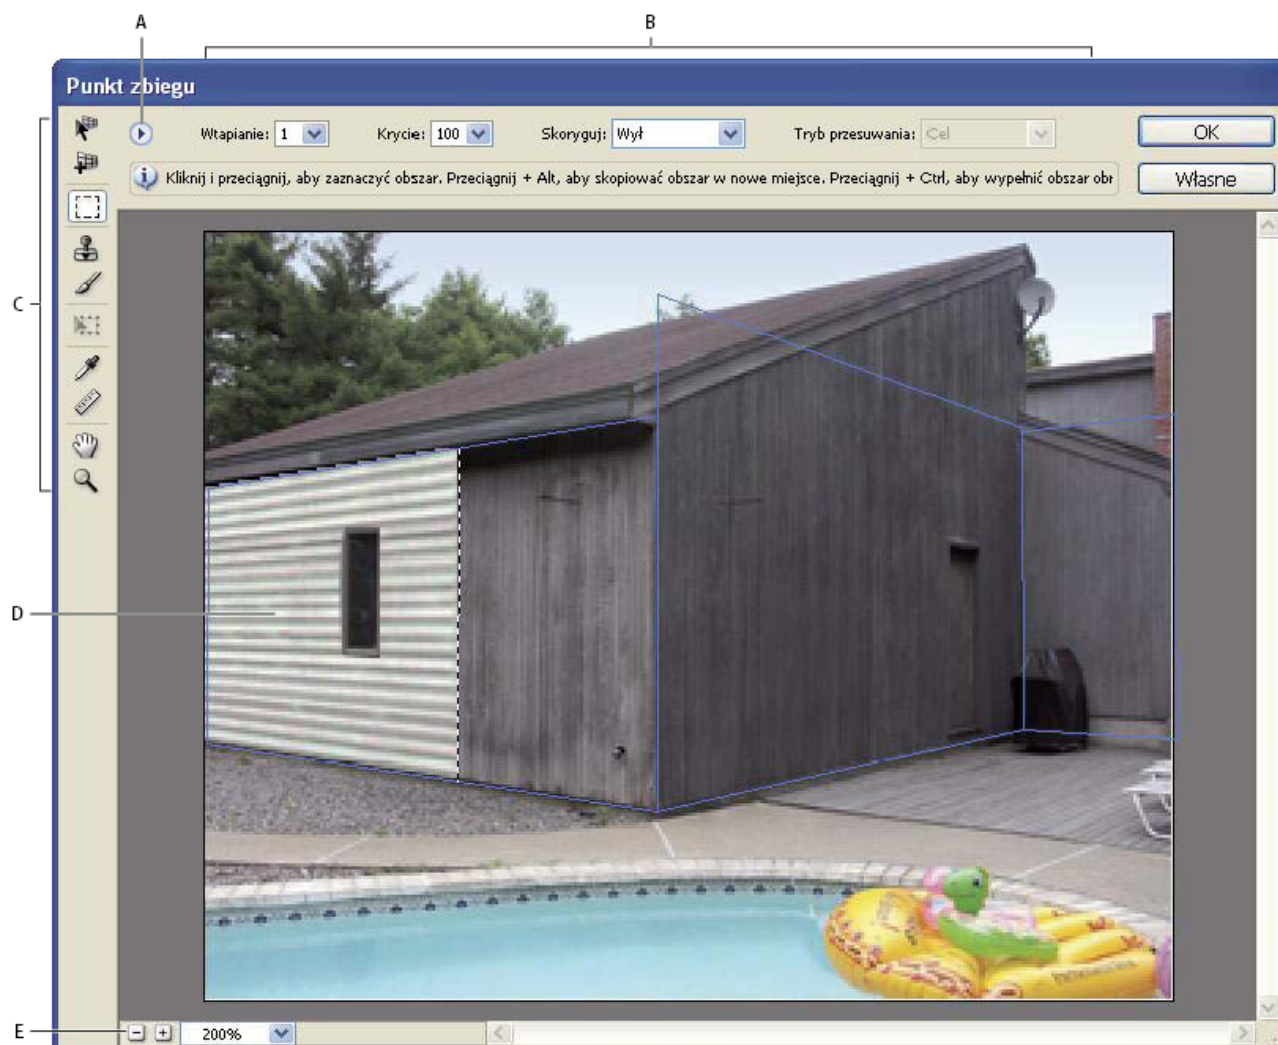 A
B
Punkt zbiegu
Wtapianie: 1 Krycie: 100 Skoryguj: Wył Tryb przesuwania: Cel OK
Kliknij i przeciągnij, aby zaznaczyć obszar. Przeciągnij + Alt, aby skopiować obszar w nowe miejsce. Przeciągnij + Ctrl, aby wypełnić obszar obr Własne
C
D
E
200%